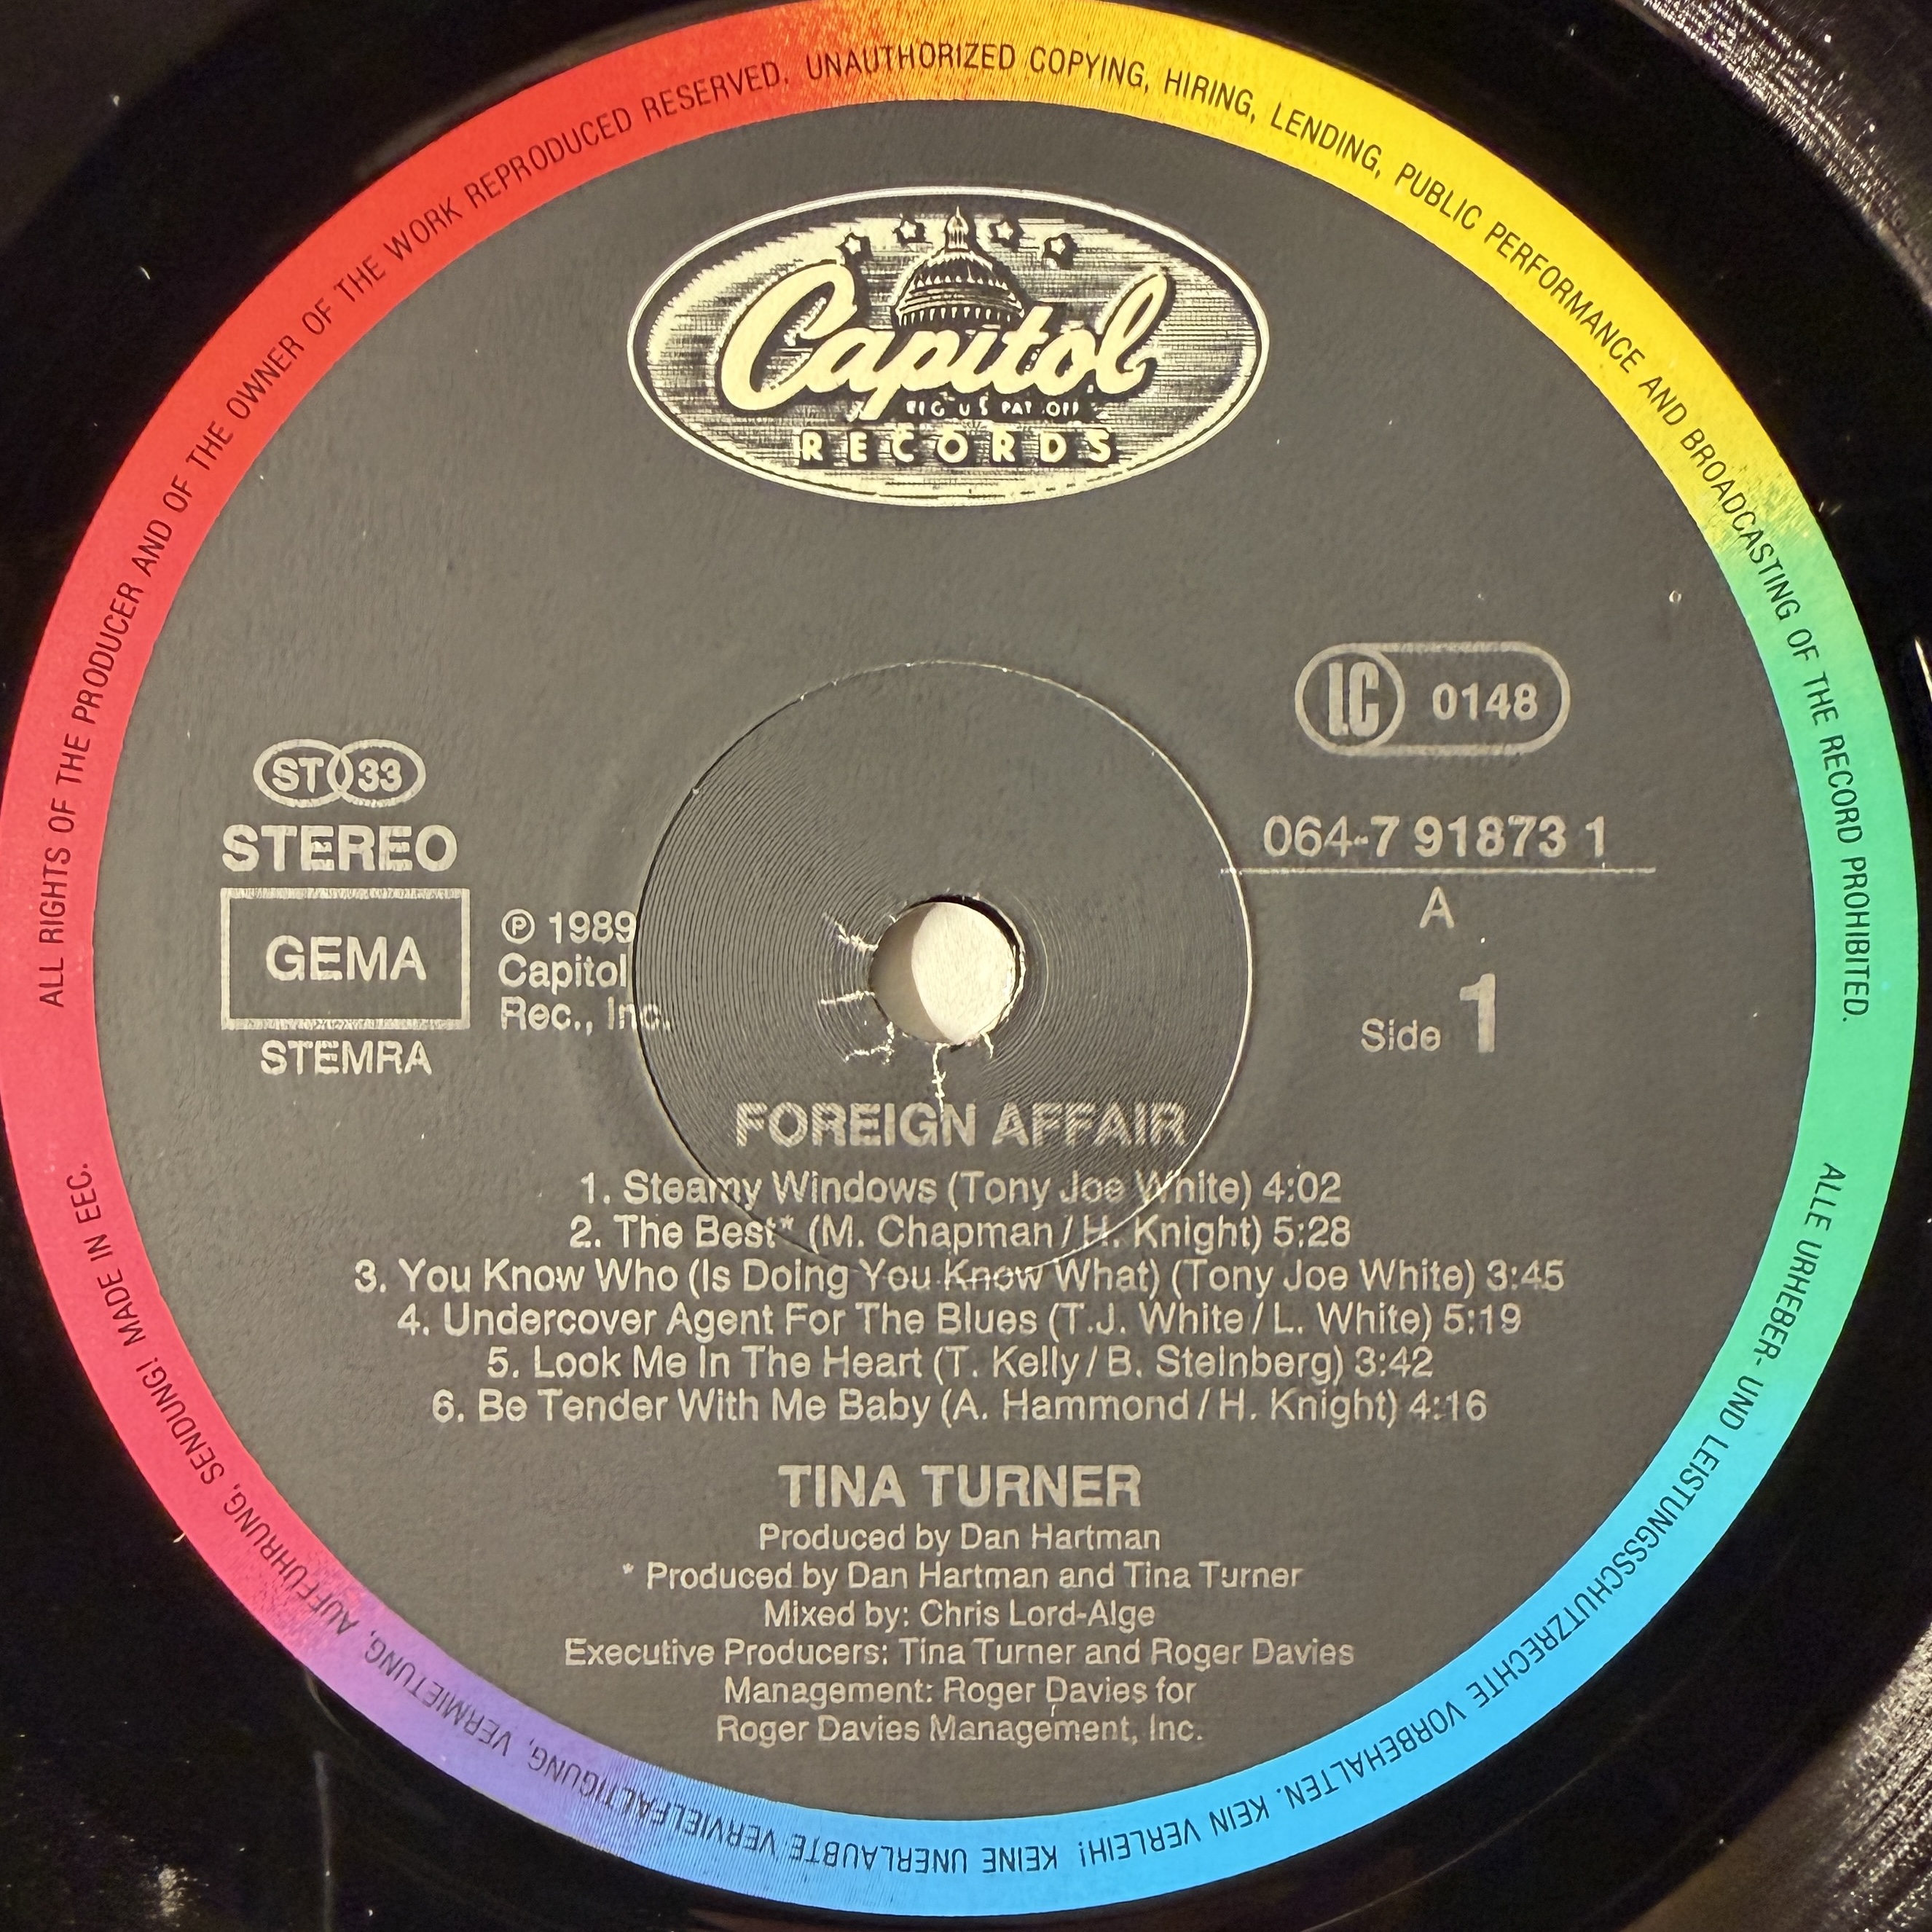 ALL RIGHTS OF THE PRODUCER AND OF THE OWNER OF THE WORK REPRODUCED RESERVED. UNAUTHORIZED COPYING, HIRING, LENDING, PUBLIC PERFORMANCE AND BROADCASTING OF THE RECORD PROHIBITED.
Capitol
REG U S PAT OFF
RECORDS
LC 0148
ST 33
STEREO
GEMA
STEMRA
℗ 1989
Capitol
Rec., Inc.
064-7 91873 1
A
Side 1
FOREIGN AFFAIR
1. Steamy Windows (Tony Joe White) 4:02
2. The Best* (M. Chapman / H. Knight) 5:28
3. You Know Who (Is Doing You Know What) (Tony Joe White) 3:45
4. Undercover Agent For The Blues (T.J. White / L. White) 5:19
5. Look Me In The Heart (T. Kelly / B. Steinberg) 3:42
6. Be Tender With Me Baby (A. Hammond / H. Knight) 4:16
TINA TURNER
Produced by Dan Hartman
* Produced by Dan Hartman and Tina Turner
Mixed by: Chris Lord-Alge
Executive Producers: Tina Turner and Roger Davies
Management: Roger Davies for
Roger Davies Management, Inc.
ALLE URHEBER- UND LEISTUNGSSCHUTZRECHTE VORBEHALTEN. KEIN VERLEIH! KEINE UNERLAUBTE VERVIELFÄLTIGUNG, VERMIETUNG, AUFFÜHRUNG, SENDUNG! MADE IN EEC.